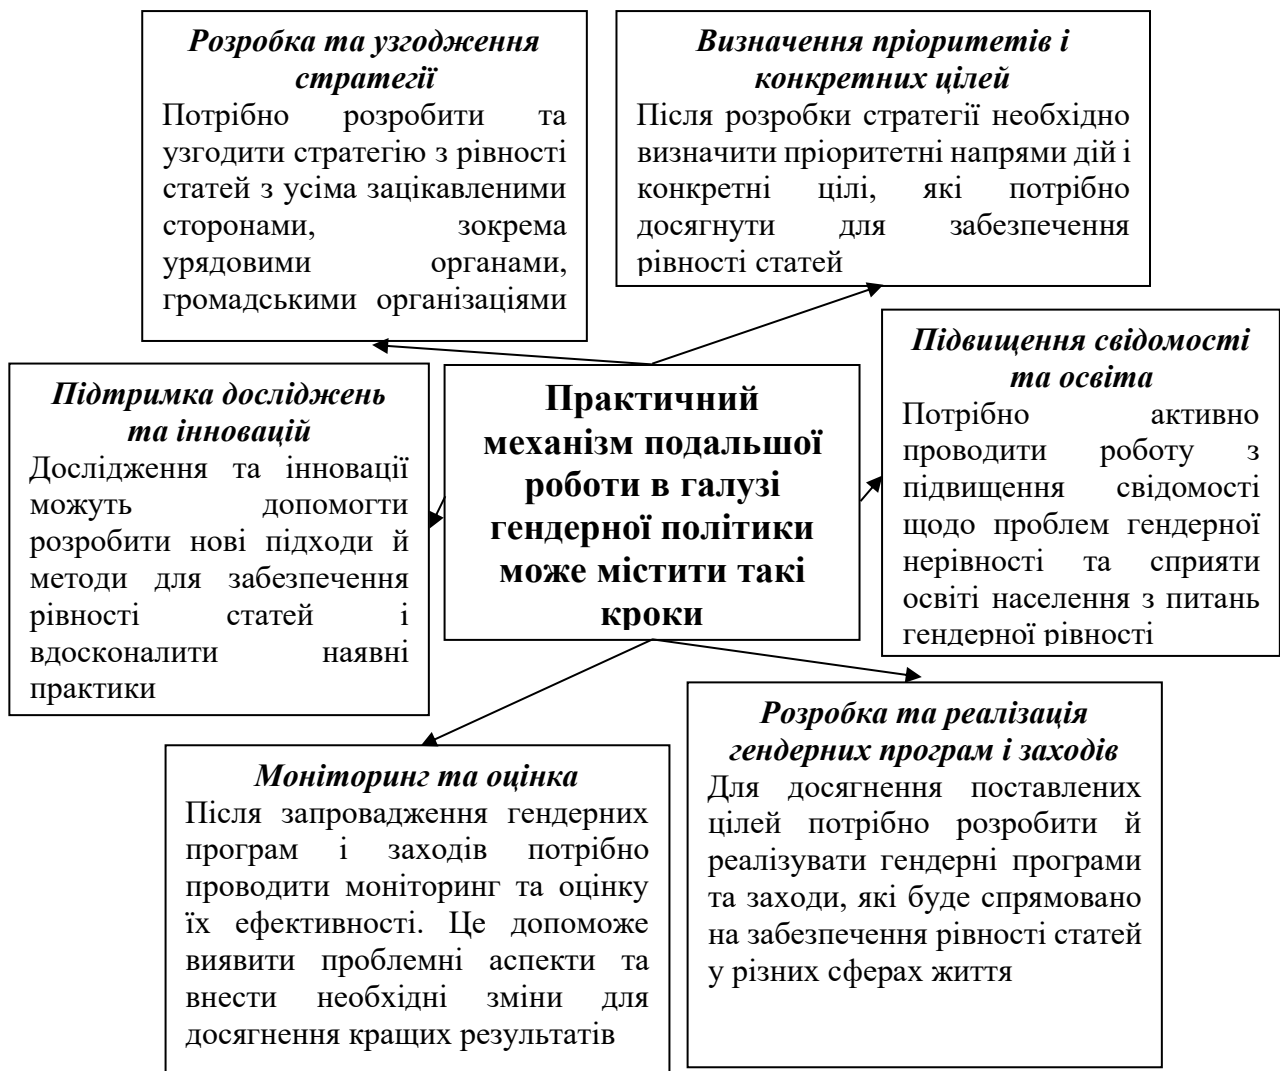 Розробка та узгодження
стратегії
Потрібно розробити та
узгодити стратегію з рівності
статей з усіма зацікавленими
сторонами, зокрема
урядовими органами,
громадськими організаціями
Визначення пріоритетів і
конкретних цілей
Після розробки стратегії необхідно
визначити пріоритетні напрями дій і
конкретні цілі, які потрібно
досягнути для забезпечення
рівності статей
Підтримка досліджень
та інновацій
Дослідження та інновації
можуть допомогти
розробити нові підходи й
методи для забезпечення
рівності статей і
вдосконалити наявні
практики
Практичний
механізм подальшої
роботи в галузі
гендерної політики
може містити такі
кроки
Підвищення свідомості
та освіта
Потрібно активно
проводити роботу з
підвищення свідомості
щодо проблем гендерної
нерівності та сприяти
освіті населення з питань
гендерної рівності
Моніторинг та оцінка
Після запровадження гендерних
програм і заходів потрібно
проводити моніторинг та оцінку
їх ефективності. Це допоможе
виявити проблемні аспекти та
внести необхідні зміни для
досягнення кращих результатів
Розробка та реалізація
гендерних програм і заходів
Для досягнення поставлених
цілей потрібно розробити й
реалізувати гендерні програми
та заходи, які буде спрямовано
на забезпечення рівності статей
у різних сферах життя